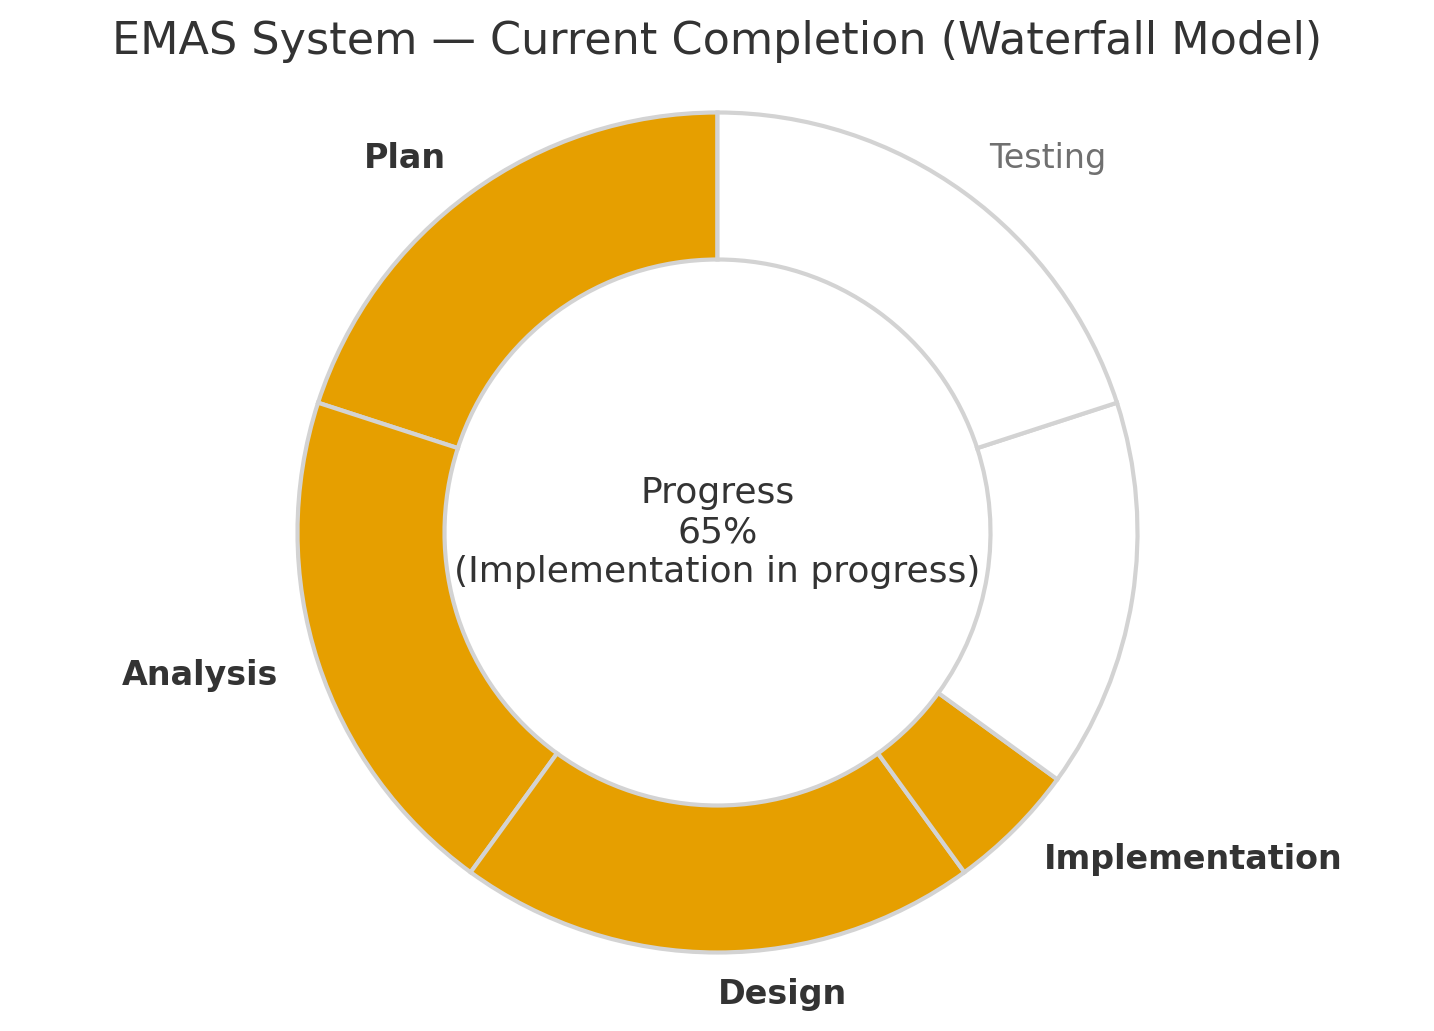 EMAS System — Current Completion (Waterfall Model)
Plan
Testing
Progress
65%
(Implementation in progress)
Analysis
Implementation
Design